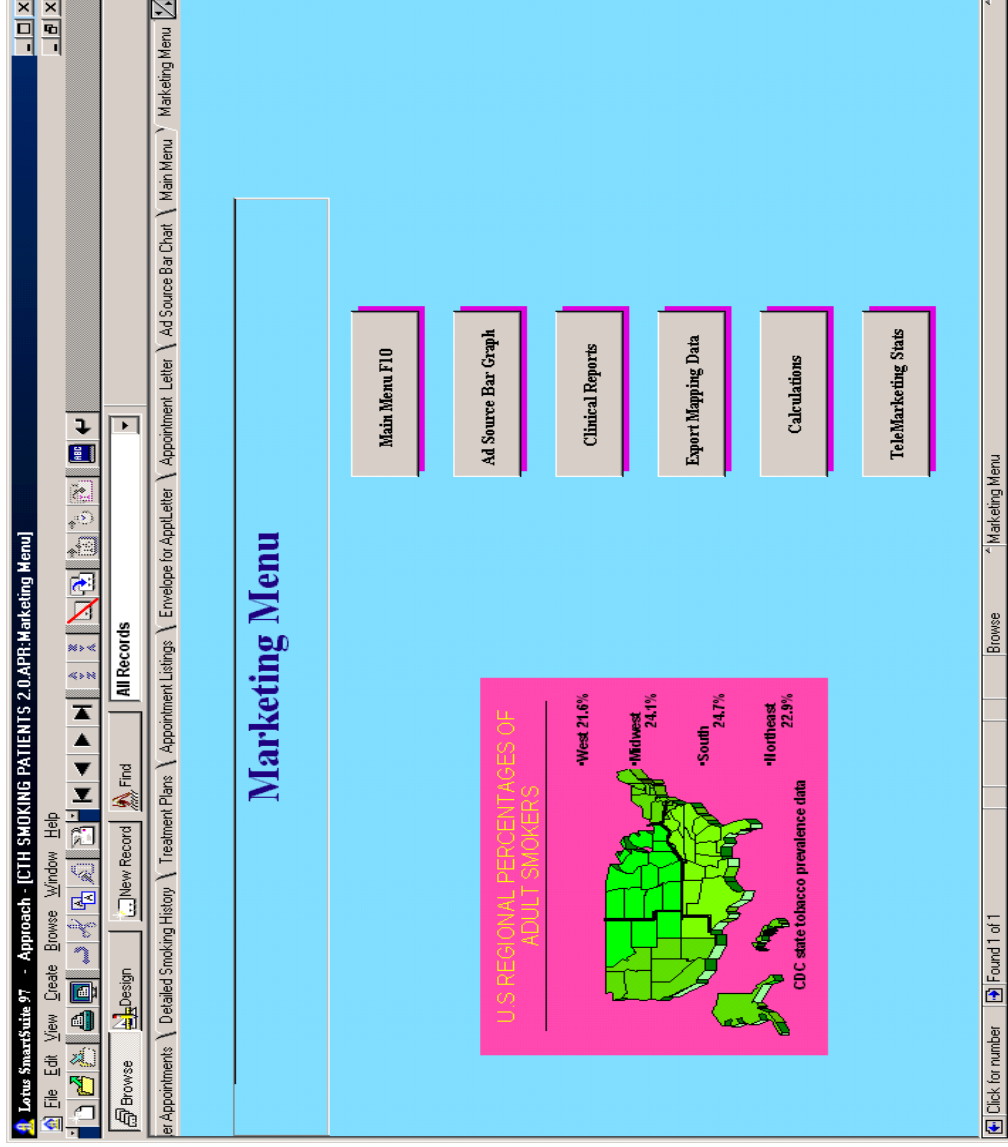 Lotus SmartSuite 97 - Approach - [CTH SMOKING PATIENTS 2.0.APR:Marketing Menu]
File Edit View Create Browse Window Help
ABC
Browse Design New Record Find All Records
er Appointments Detailed Smoking History Treatment Plans Appointment Listings Envelope for ApptLetter Appointment Letter Ad Source Bar Chart Main Menu Marketing Menu
Marketing Menu
U.S REGIONAL PERCENTAGES OF
ADULT SMOKERS
•West 21.6%
•Midwest
24.1%
•South
24.7%
•Northeast
22.9%
CDC state tobacco prevalence data
Main Menu F10
Ad Source Bar Graph
Clinical Reports
Export Mapping Data
Calculations
TeleMarketing Stats
Click for number Found 1 of 1 Browse Marketing Menu